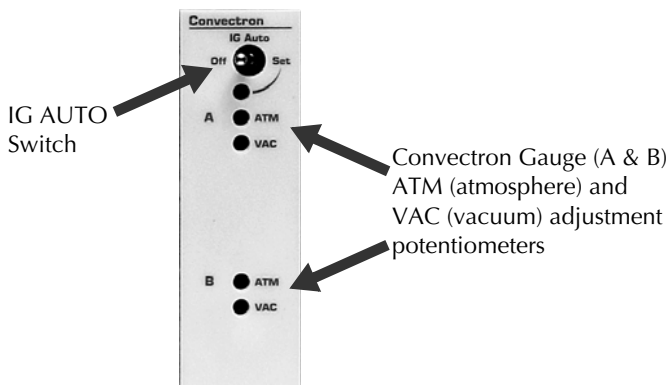 Convectron
IG Auto
Off
Set
IG AUTO
Switch
A
ATM
VAC
Convectron Gauge (A & B)
ATM (atmosphere) and
VAC (vacuum) adjustment
potentiometers
B
ATM
VAC